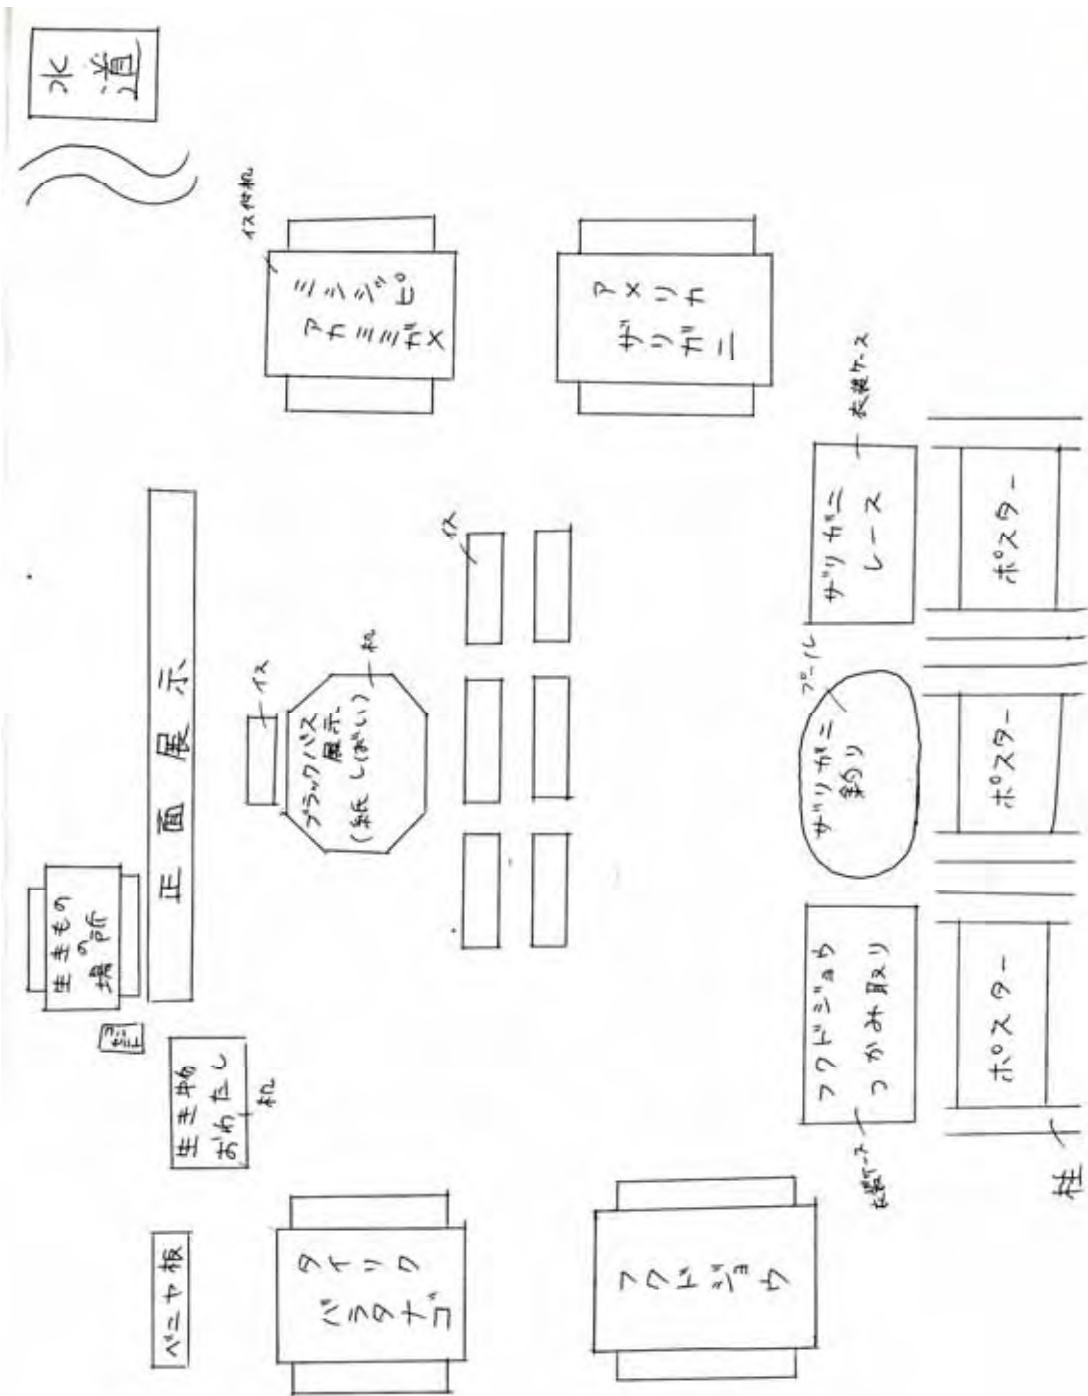 水道
生きもの
の
場所
正面展示
ベニヤ板
生き物
おわたし
机
イス
ブラックバス
展示
(紙しばい)
机
イス付机
ミシシッピ
アカミミガメ
タイリク
バラタナゴ
イス
アメリカ
ザリガニ
フクドジョウ
フクドジョウ
つかみ取り
衣装ケース
ザリガニ
釣り
プール
ザリガニ
レース
衣装ケース
ポスター
ポスター
ポスター
柱